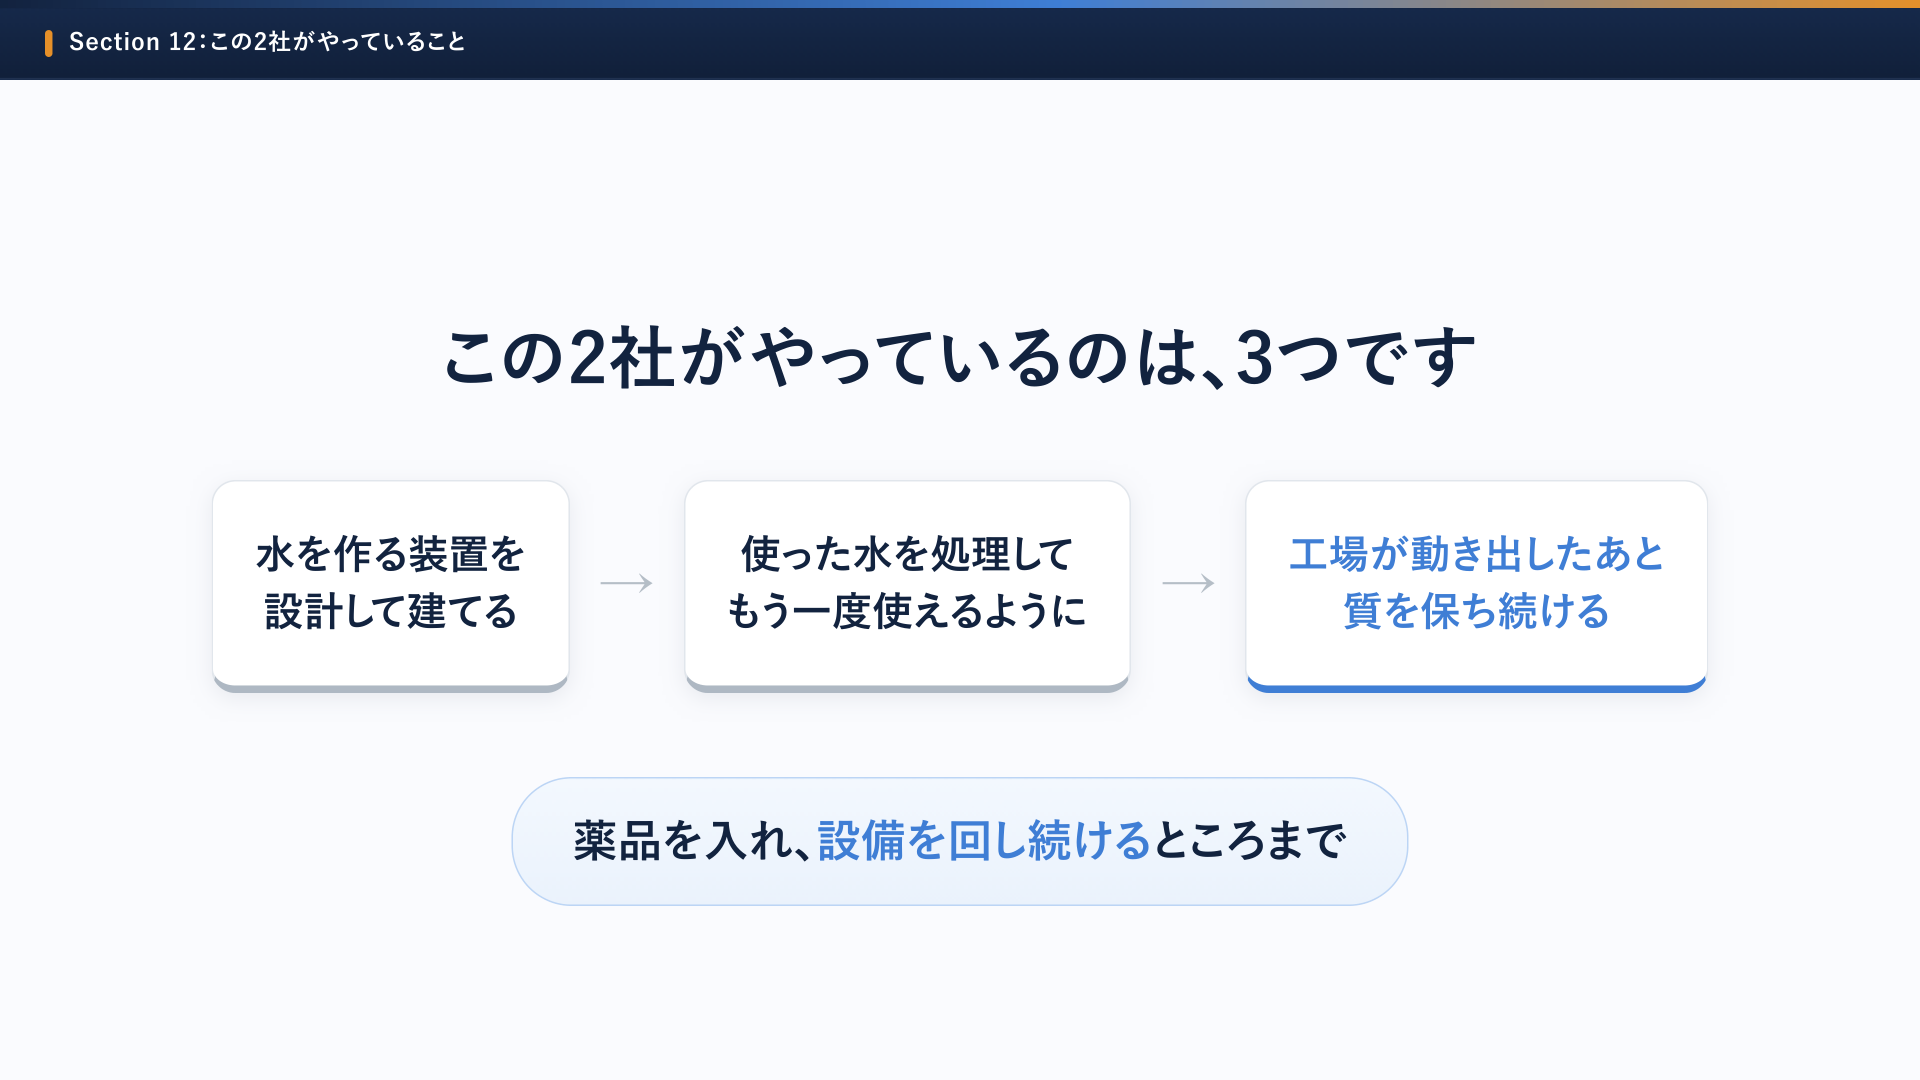 Section 12：この2社がやっていること
この2社がやっているのは、3つです
水を作る装置を
設計して建てる
→
使った水を処理して
もう一度使えるように
→
工場が動き出したあと
質を保ち続ける
薬品を入れ、設備を回し続けるところまで